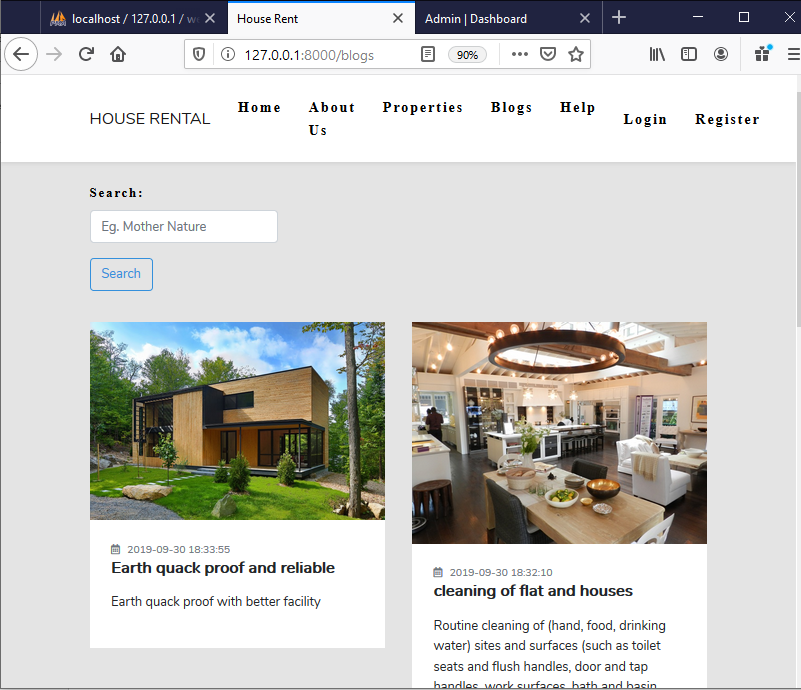 localhost / 127.0.0.1 / w
House Rent
Admin | Dashboard
127.0.0.1:8000/blogs
90%
HOUSE RENTAL
Home
About
Us
Properties
Blogs
Help
Login
Register
Search:
Eg. Mother Nature
Search
2019-09-30 18:33:55
Earth quack proof and reliable
Earth quack proof with better facility
2019-09-30 18:32:10
cleaning of flat and houses
Routine cleaning of (hand, food, drinking
water) sites and surfaces (such as toilet
seats and flush handles, door and tap
handles, work surfaces, bath and basin